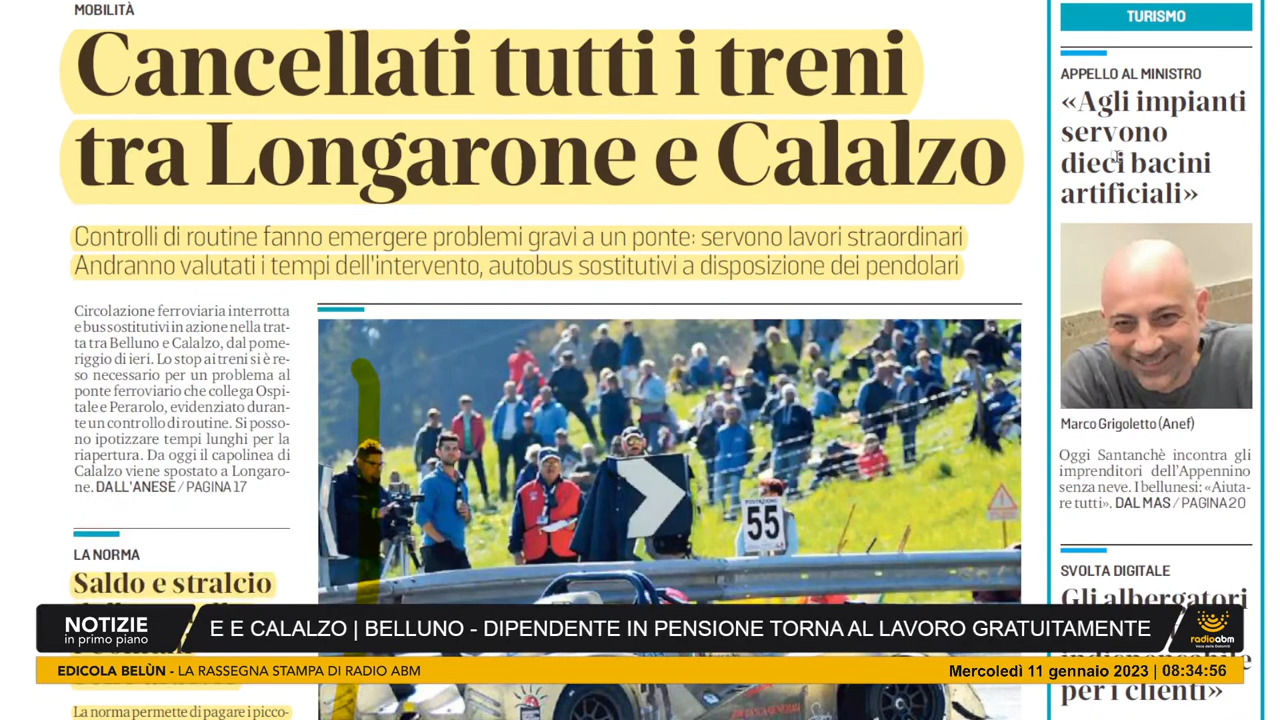 MOBILITÀ
Cancellati tutti i treni
tra Longarone e Calalzo
Controlli di routine fanno emergere problemi gravi a un ponte: servono lavori straordinari
Andranno valutati i tempi dell'intervento, autobus sostitutivi a disposizione dei pendolari
Circolazione ferroviaria interrotta
e bus sostitutivi in azione nella trat-
ta tra Belluno e Calalzo, dal pome-
riggio di ieri. Lo stop ai treni si è re-
so necessario per un problema al
ponte ferroviario che collega Ospi-
tale e Perarolo, evidenziato duran-
te un controllo di routine. Si posso-
no ipotizzare tempi lunghi per la
riapertura. Da oggi il capolinea di
Calalzo viene spostato a Longaro-
ne. DALL'ANESE / PAGINA 17
LA NORMA
Saldo e stralcio
La norma permette di pagare i picco-
POSTAZIONE
55
TURISMO
APPELLO AL MINISTRO
«Agli impianti
servono
dieci bacini
artificiali»
Marco Grigoletto (Anef)
Oggi Santanchè incontra gli
imprenditori dell'Appennino
senza neve. I bellunesi: «Aiuta-
re tutti». DAL MAS / PAGINA 20
SVOLTA DIGITALE
Gli albergatori
per i clienti»
NOTIZIE
in primo piano
E E CALALZO | BELLUNO - DIPENDENTE IN PENSIONE TORNA AL LAVORO GRATUITAMENTE
radioabm
EDICOLA BELÙN - LA RASSEGNA STAMPA DI RADIO ABM
Mercoledì 11 gennaio 2023 | 08:34:56